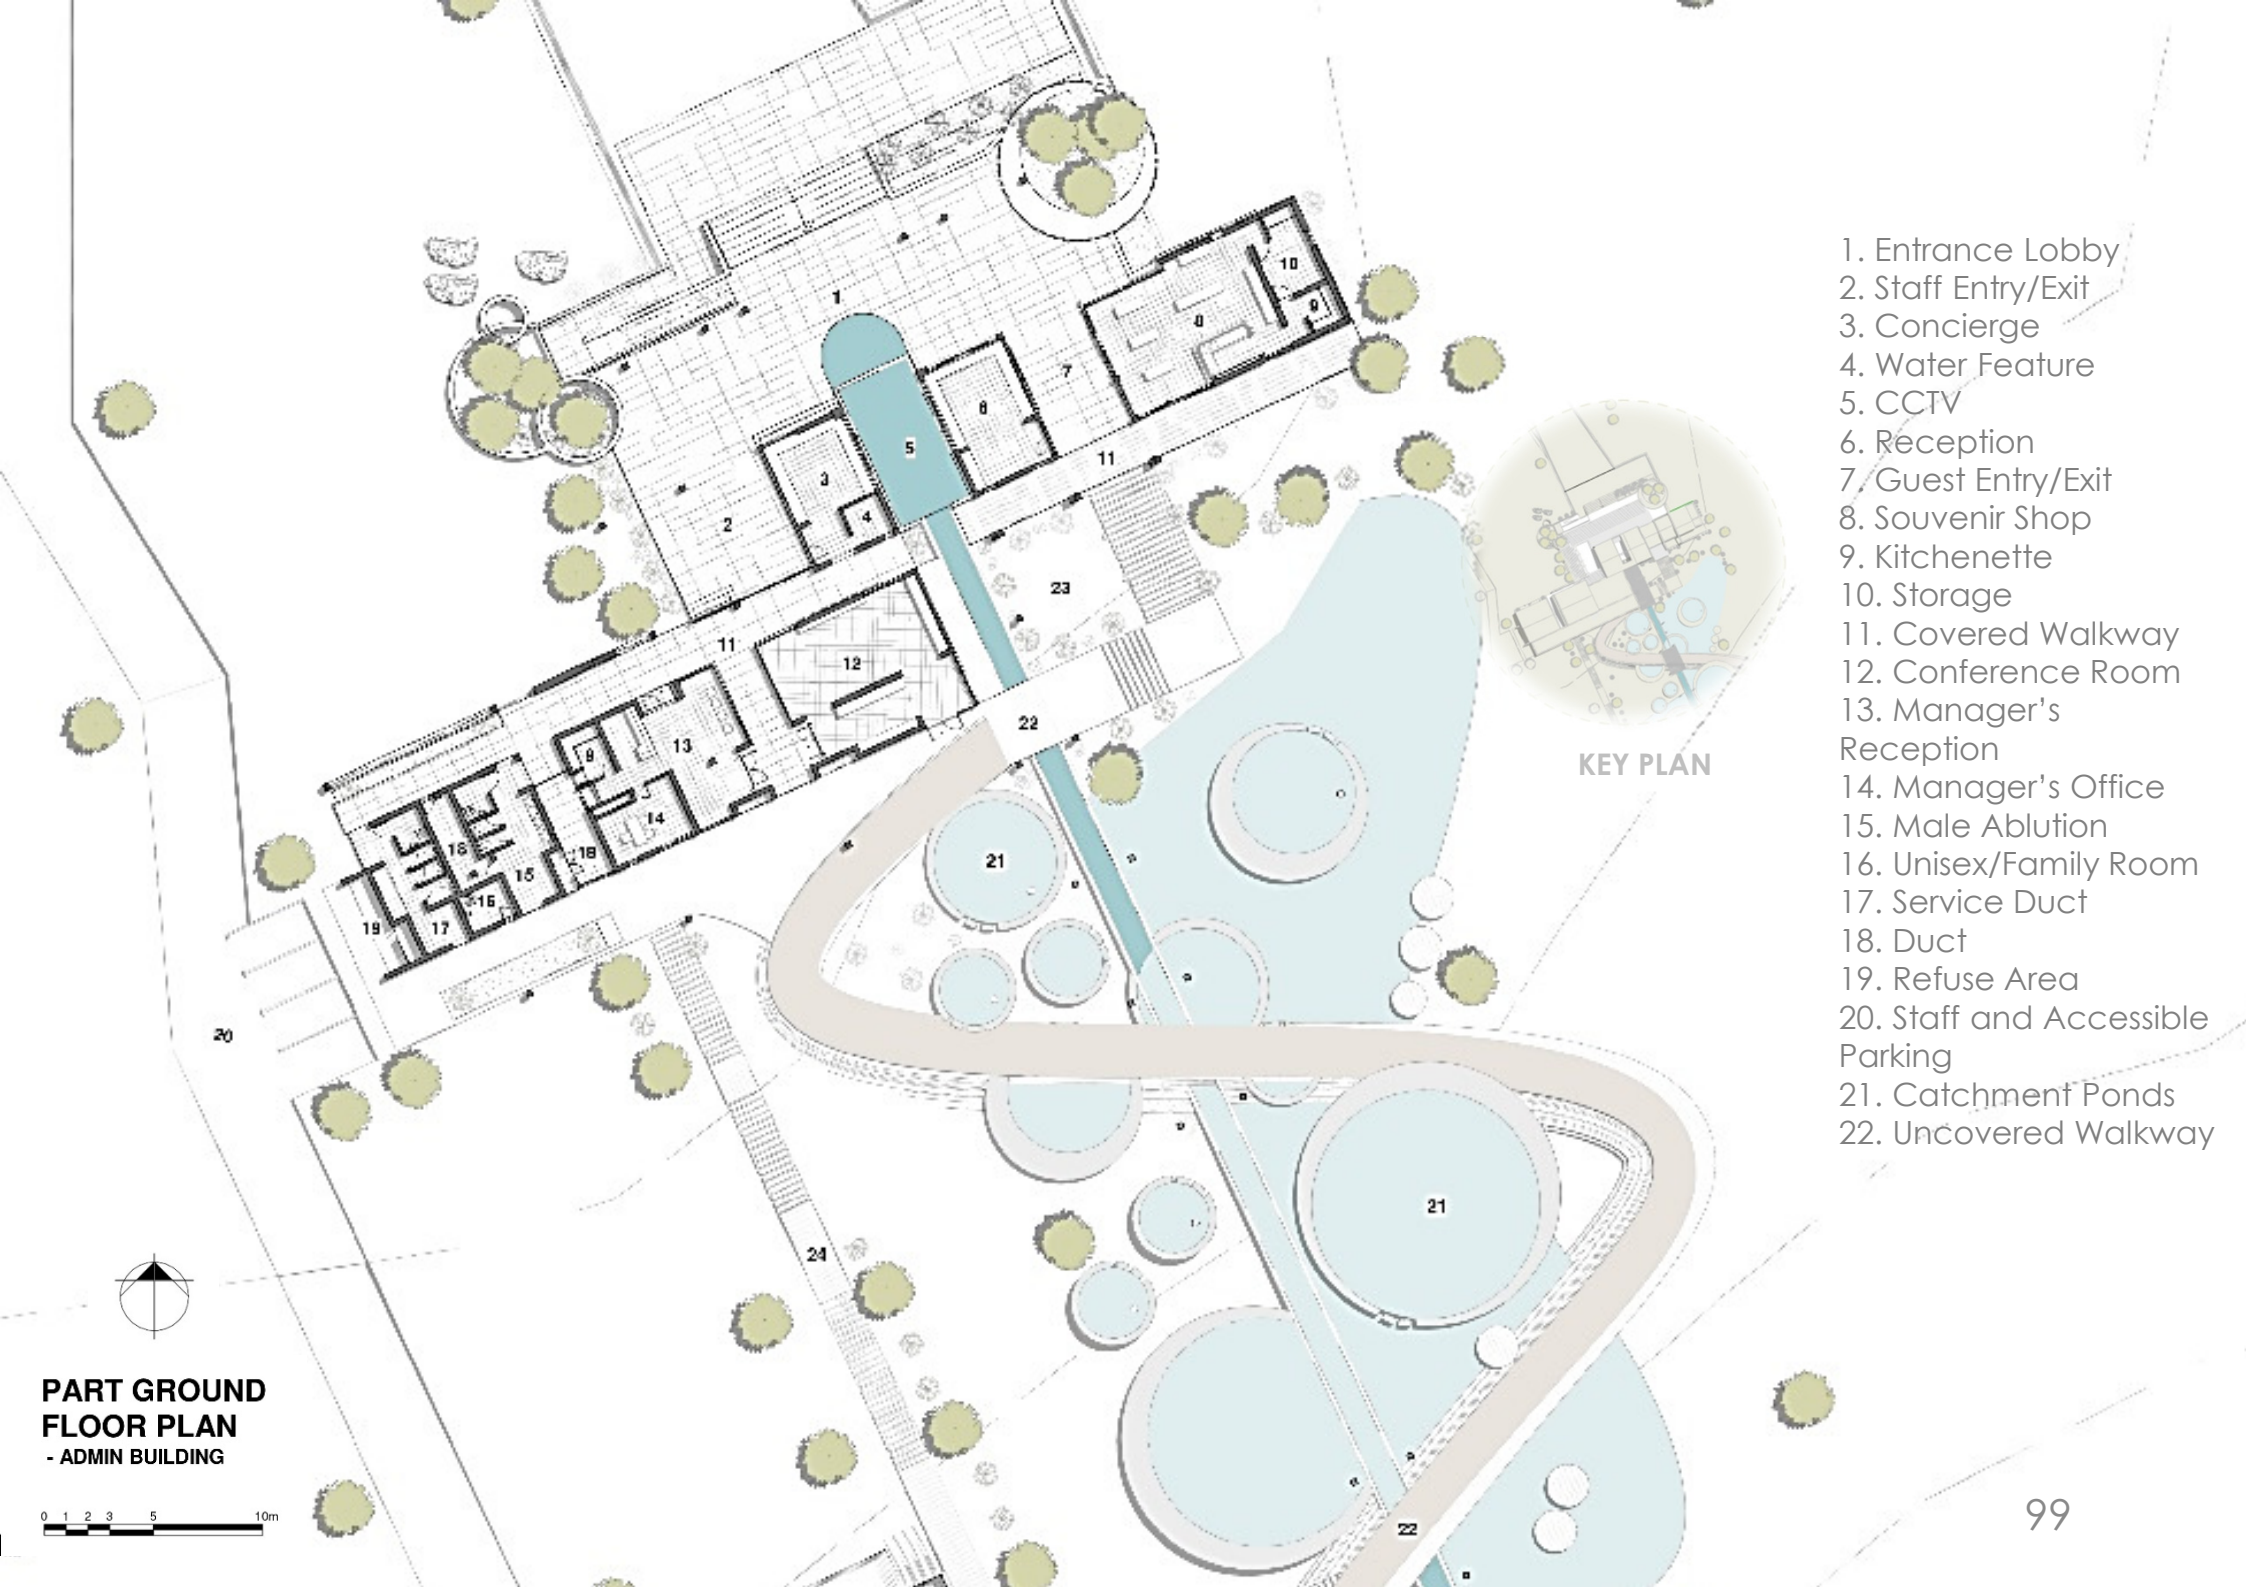 1
10
9
8
7
6
5
3
4
2
11
11
23
12
22
13
9
14
18
18
15
16
17
19
20
21
21
24
22
1. Entrance Lobby
2. Staff Entry/Exit
3. Concierge
4. Water Feature
5. CCTV
6. Reception
7. Guest Entry/Exit
8. Souvenir Shop
9. Kitchenette
10. Storage
11. Covered Walkway
12. Conference Room
13. Manager’s
Reception
14. Manager’s Office
15. Male Ablution
16. Unisex/Family Room
17. Service Duct
18. Duct
19. Refuse Area
20. Staff and Accessible
Parking
21. Catchment Ponds
22. Uncovered Walkway
KEY PLAN
PART GROUND
FLOOR PLAN
- ADMIN BUILDING
0 1 2 3 5 10m
99